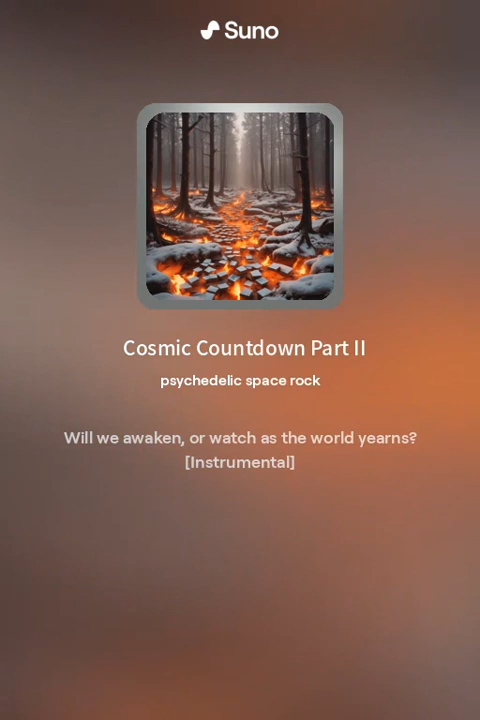 Suno
Cosmic Countdown Part II
psychedelic space rock
Will we awaken, or watch as the world yearns?
[Instrumental]